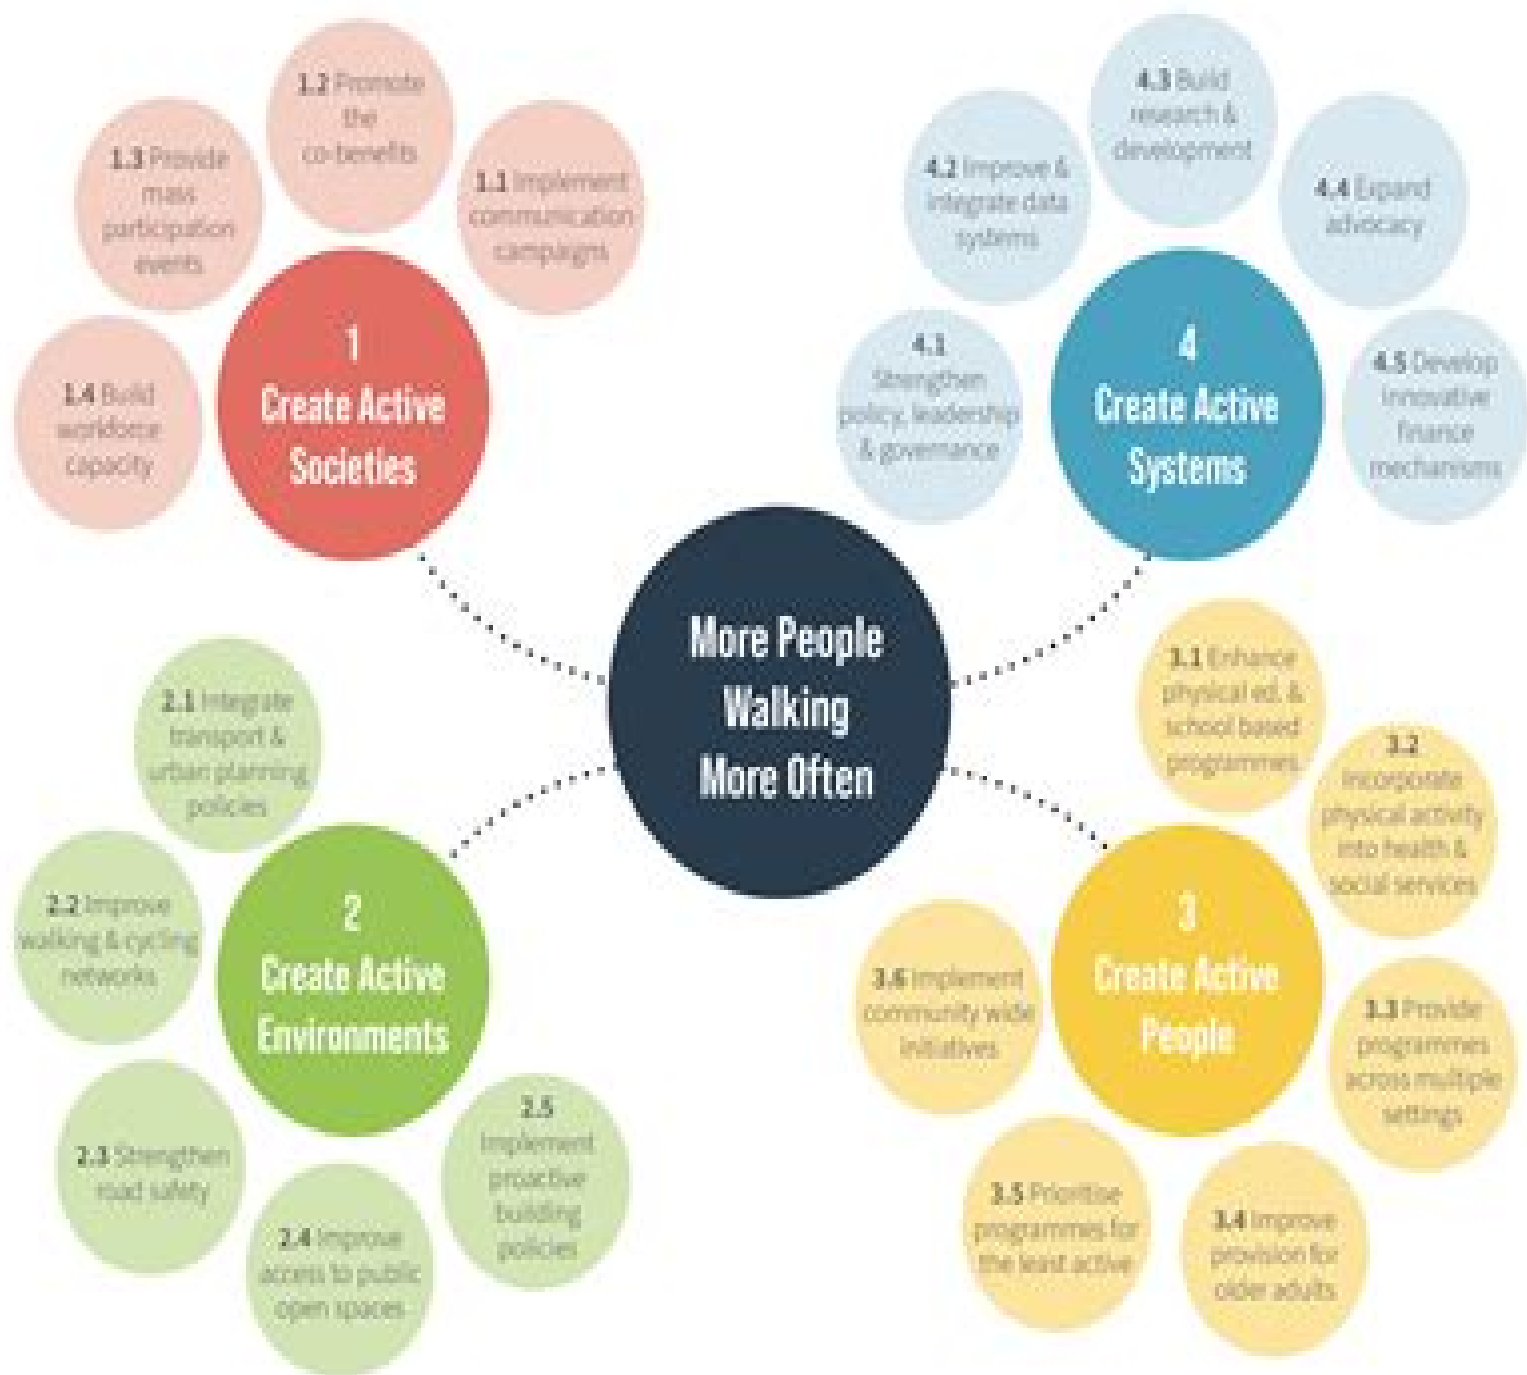 1.2 Promote
the
co-benefits
1.3 Provide
mass
participation
events
1.1 Implement
communication
campaigns
1.4 Build
workforce
capacity
1
Create Active
Societies
4.3 Build
research &
development
4.2 Improve &
integrate data
systems
4.4 Expand
advocacy
4.1
Strengthen
policy, leadership
& governance
4.5 Develop
innovative
finance
mechanisms
4
Create Active
Systems
More People
Walking
More Often
2.1 Integrate
transport &
urban planning
policies
2.2 Improve
walking & cycling
networks
2
Create Active
Environments
2.3 Strengthen
road safety
2.4 Improve
access to public
open spaces
2.5
Implement
proactive
building
policies
3.1 Enhance
physical ed. &
school based
programmes
3.2
Incorporate
physical activity
into health &
social services
3
Create Active
People
3.6 Implement
community wide
initiatives
3.3 Provide
programmes
across multiple
settings
3.5 Prioritise
programmes for
the least active
3.4 Improve
provision for
older adults